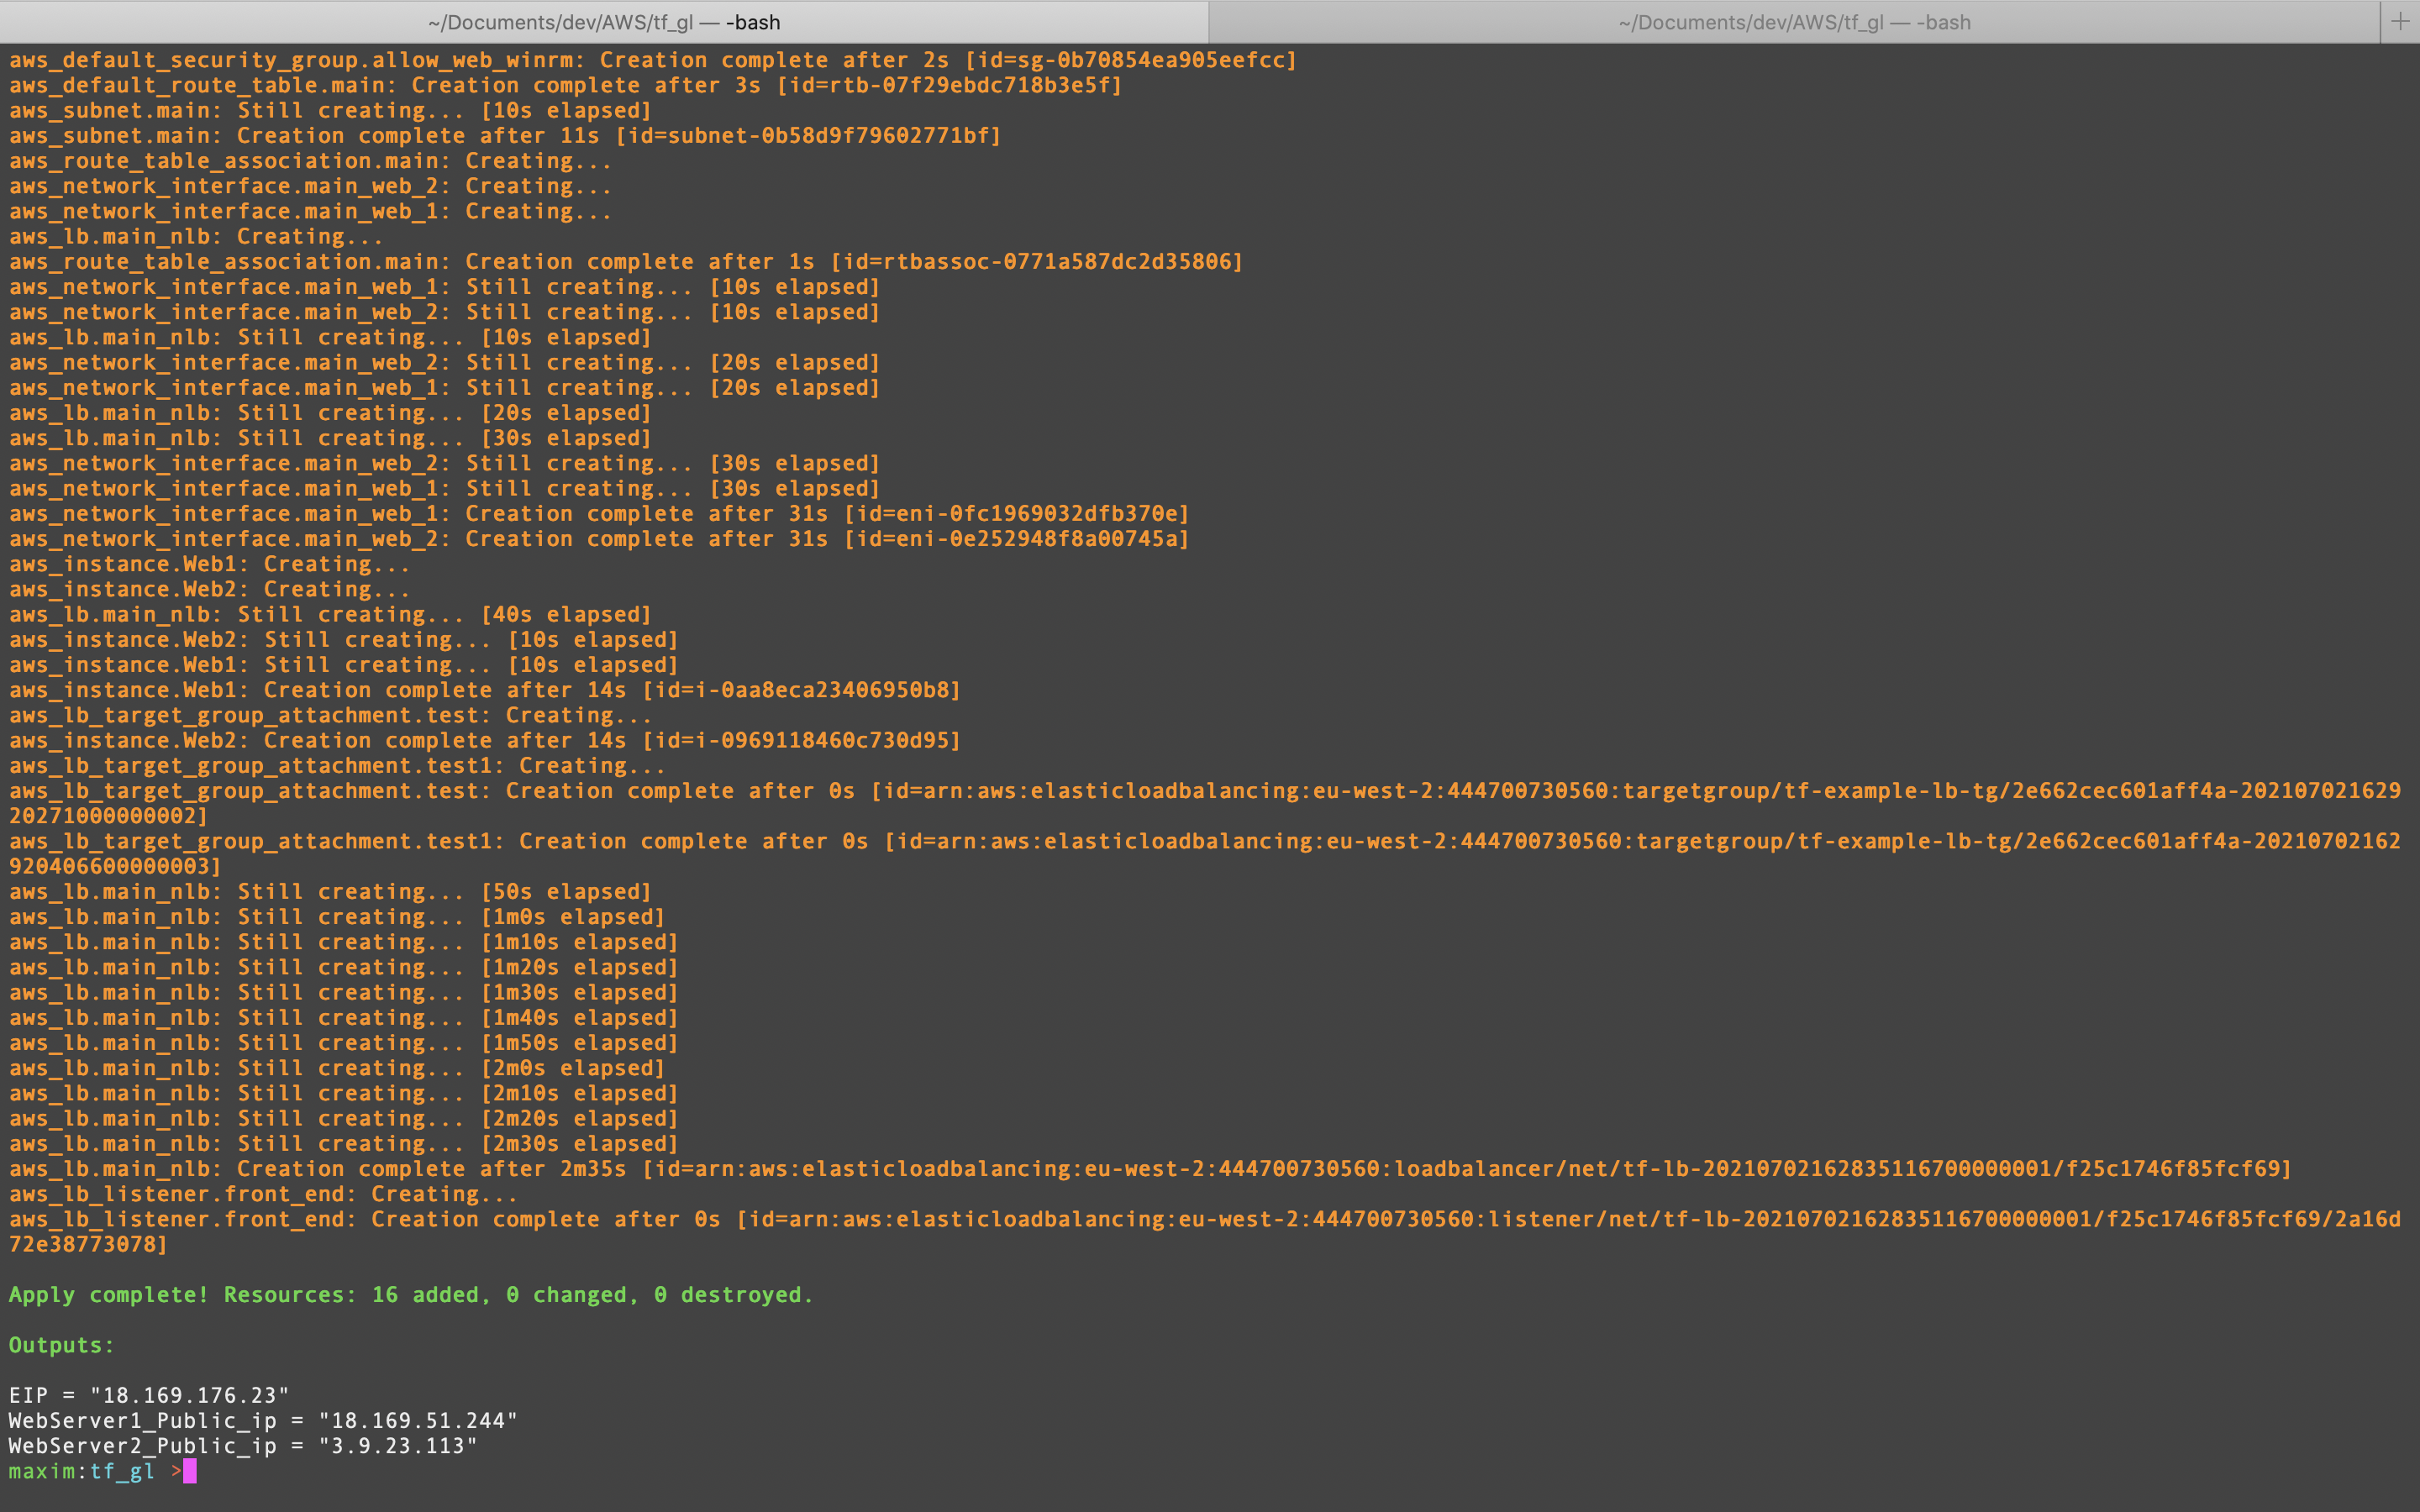 ~/Documents/dev/AWS/tf_gl — -bash
~/Documents/dev/AWS/tf_gl — -bash
+
aws_default_security_group.allow_web_winrm: Creation complete after 2s [id=sg-0b70854ea905eefcc]
aws_default_route_table.main: Creation complete after 3s [id=rtb-07f29ebdc718b3e5f]
aws_subnet.main: Still creating... [10s elapsed]
aws_subnet.main: Creation complete after 11s [id=subnet-0b58d9f79602771bf]
aws_route_table_association.main: Creating...
aws_network_interface.main_web_2: Creating...
aws_network_interface.main_web_1: Creating...
aws_lb.main_nlb: Creating...
aws_route_table_association.main: Creation complete after 1s [id=rtbassoc-0771a587dc2d35806]
aws_network_interface.main_web_1: Still creating... [10s elapsed]
aws_network_interface.main_web_2: Still creating... [10s elapsed]
aws_lb.main_nlb: Still creating... [10s elapsed]
aws_network_interface.main_web_2: Still creating... [20s elapsed]
aws_network_interface.main_web_1: Still creating... [20s elapsed]
aws_lb.main_nlb: Still creating... [20s elapsed]
aws_lb.main_nlb: Still creating... [30s elapsed]
aws_network_interface.main_web_2: Still creating... [30s elapsed]
aws_network_interface.main_web_1: Still creating... [30s elapsed]
aws_network_interface.main_web_1: Creation complete after 31s [id=eni-0fc1969032dfb370e]
aws_network_interface.main_web_2: Creation complete after 31s [id=eni-0e252948f8a00745a]
aws_instance.Web1: Creating...
aws_instance.Web2: Creating...
aws_lb.main_nlb: Still creating... [40s elapsed]
aws_instance.Web2: Still creating... [10s elapsed]
aws_instance.Web1: Still creating... [10s elapsed]
aws_instance.Web1: Creation complete after 14s [id=i-0aa8eca23406950b8]
aws_lb_target_group_attachment.test: Creating...
aws_instance.Web2: Creation complete after 14s [id=i-0969118460c730d95]
aws_lb_target_group_attachment.test1: Creating...
aws_lb_target_group_attachment.test: Creation complete after 0s [id=arn:aws:elasticloadbalancing:eu-west-2:444700730560:targetgroup/tf-example-lb-tg/2e662cec601aff4a-202107021629
20271000000002]
aws_lb_target_group_attachment.test1: Creation complete after 0s [id=arn:aws:elasticloadbalancing:eu-west-2:444700730560:targetgroup/tf-example-lb-tg/2e662cec601aff4a-20210702162
920406600000003]
aws_lb.main_nlb: Still creating... [50s elapsed]
aws_lb.main_nlb: Still creating... [1m0s elapsed]
aws_lb.main_nlb: Still creating... [1m10s elapsed]
aws_lb.main_nlb: Still creating... [1m20s elapsed]
aws_lb.main_nlb: Still creating... [1m30s elapsed]
aws_lb.main_nlb: Still creating... [1m40s elapsed]
aws_lb.main_nlb: Still creating... [1m50s elapsed]
aws_lb.main_nlb: Still creating... [2m0s elapsed]
aws_lb.main_nlb: Still creating... [2m10s elapsed]
aws_lb.main_nlb: Still creating... [2m20s elapsed]
aws_lb.main_nlb: Still creating... [2m30s elapsed]
aws_lb.main_nlb: Creation complete after 2m35s [id=arn:aws:elasticloadbalancing:eu-west-2:444700730560:loadbalancer/net/tf-lb-20210702162835116700000001/f25c1746f85fcf69]
aws_lb_listener.front_end: Creating...
aws_lb_listener.front_end: Creation complete after 0s [id=arn:aws:elasticloadbalancing:eu-west-2:444700730560:listener/net/tf-lb-20210702162835116700000001/f25c1746f85fcf69/2a16d
72e38773078]
Apply complete! Resources: 16 added, 0 changed, 0 destroyed.
Outputs:
EIP = "18.169.176.23"
WebServer1_Public_ip = "18.169.51.244"
WebServer2_Public_ip = "3.9.23.113"
maxim:tf_gl >